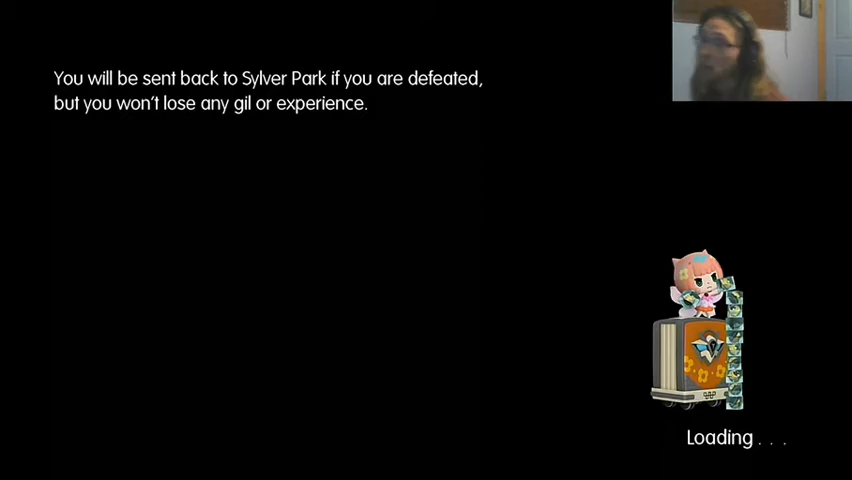 You will be sent back to Sylver Park if you are defeated,
but you won't lose any gil or experience.
Loading . . .